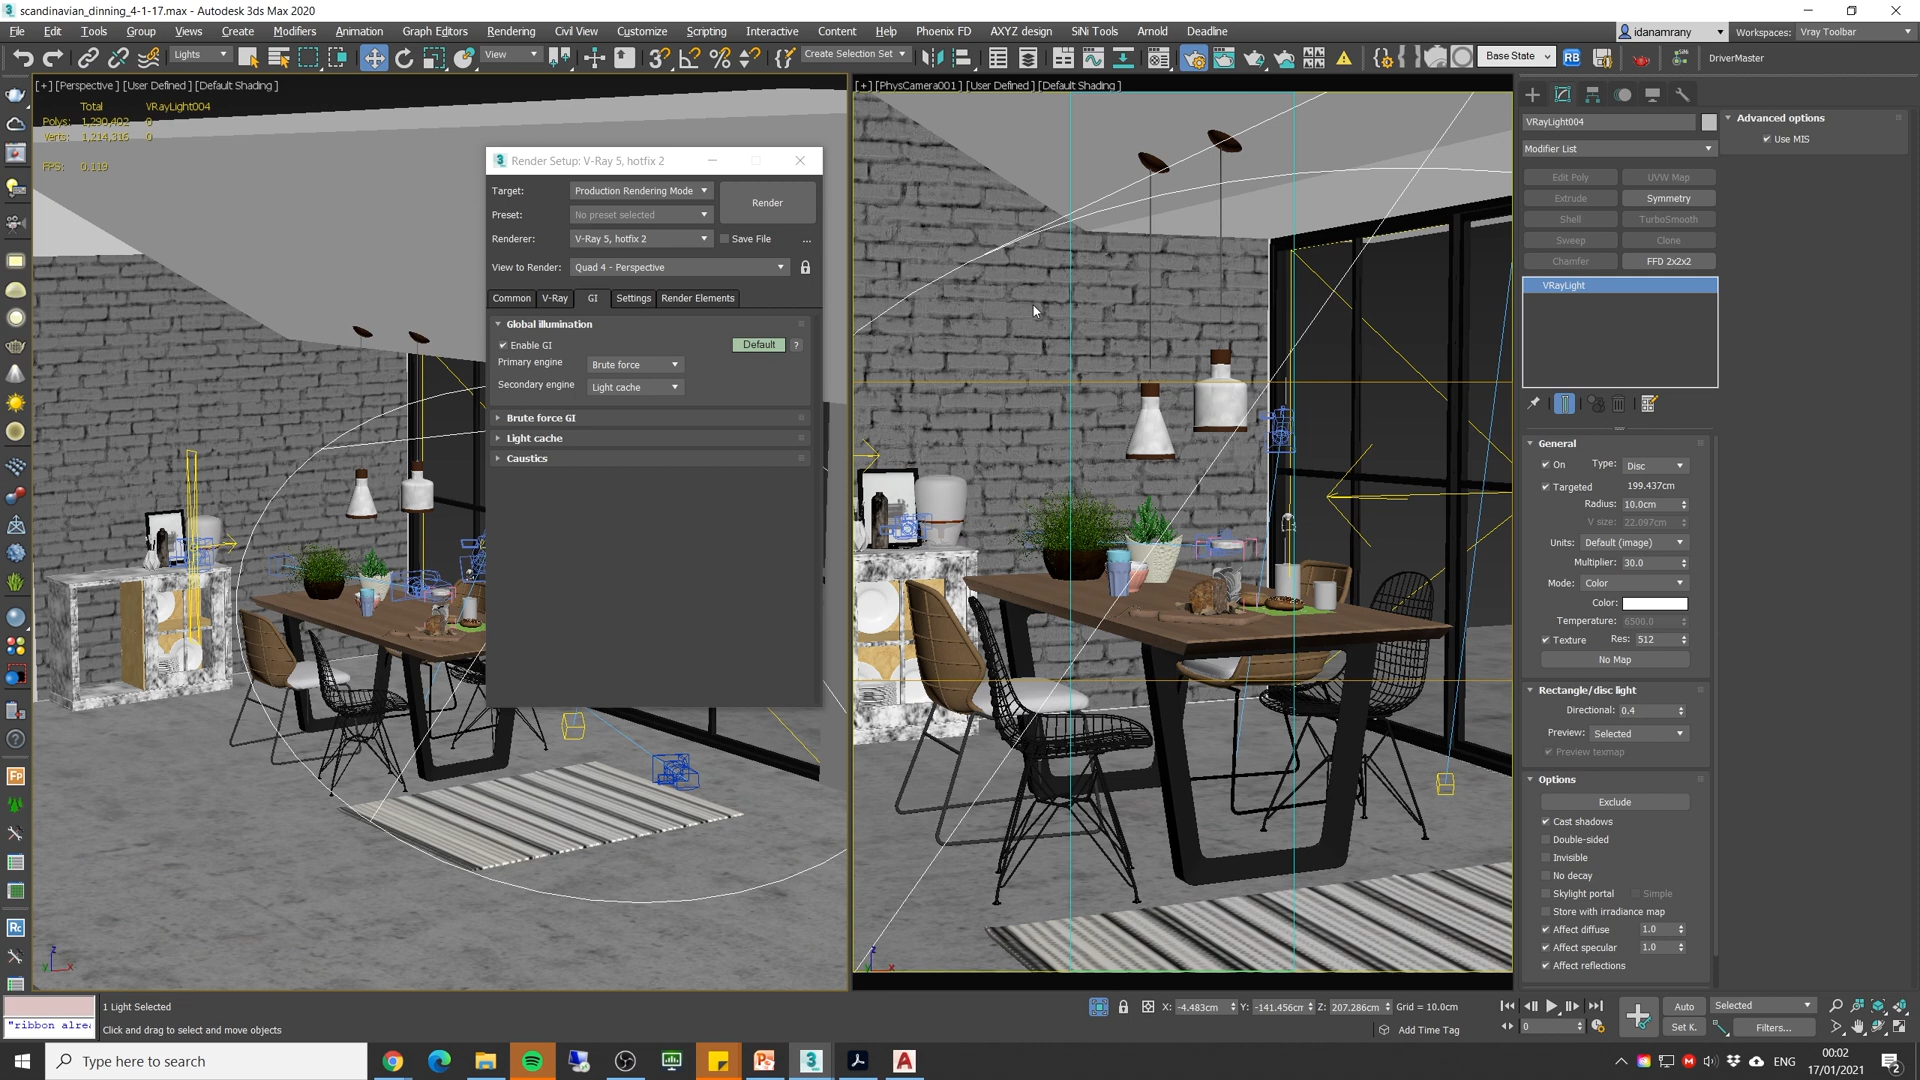 scandinavian_dinning_4-1-17.max - Autodesk 3ds Max 2020
File Edit Tools Group Views Create Modifiers Animation Graph Editors Rendering Civil View Customize Scripting Interactive Content Help Phoenix FD AXYZ design SiNi Tools Arnold Deadline
idanamrany Workspaces: Vray Toolbar
Lights View Create Selection Set Base State RB DriverMaster
[+] [Perspective ] [User Defined ] [Default Shading ]
Total VRayLight004
Polys: 1,290,402 0
Verts: 1,214,316 0
FPS: 0.119
[+] [PhysCamera001 ] [User Defined ] [Default Shading ]
Render Setup: V-Ray 5, hotfix 2
Target: Production Rendering Mode
Render
Preset: No preset selected
Renderer: V-Ray 5, hotfix 2
Save File ...
View to Render: Quad 4 - Perspective
Common V-Ray GI Settings Render Elements
Global illumination
Enable GI Default ?
Primary engine Brute force
Secondary engine Light cache
Brute force GI
Light cache
Caustics
VRayLight004
Modifier List
Edit Poly UVW Map
Extrude Symmetry
Shell TurboSmooth
Sweep Clone
Chamfer FFD 2x2x2
VRayLight
Advanced options
Use MIS
General
On Type: Disc
Targeted 199.437cm
Radius: 10.0cm
V size: 22.097cm
Units: Default (image)
Multiplier: 30.0
Mode: Color
Color:
Temperature: 6500.0
Texture Res: 512
No Map
Rectangle/disc light
Directional: 0.4
Preview: Selected
Preview texmap
Options
Exclude
Cast shadows
Double-sided
Invisible
No decay
Skylight portal Simple
Store with irradiance map
Affect diffuse 1.0
Affect specular 1.0
Affect reflections
Fp
Rc
z
y x
z
y x
1 Light Selected
"ribbon alrea
Click and drag to select and move objects
X: -4.483cm Y: -141.456cm Z: 207.286cm Grid = 10.0cm
Add Time Tag
0
Auto Selected
Set K. Filters...
Type here to search
ENG
00:02
17/01/2021
2